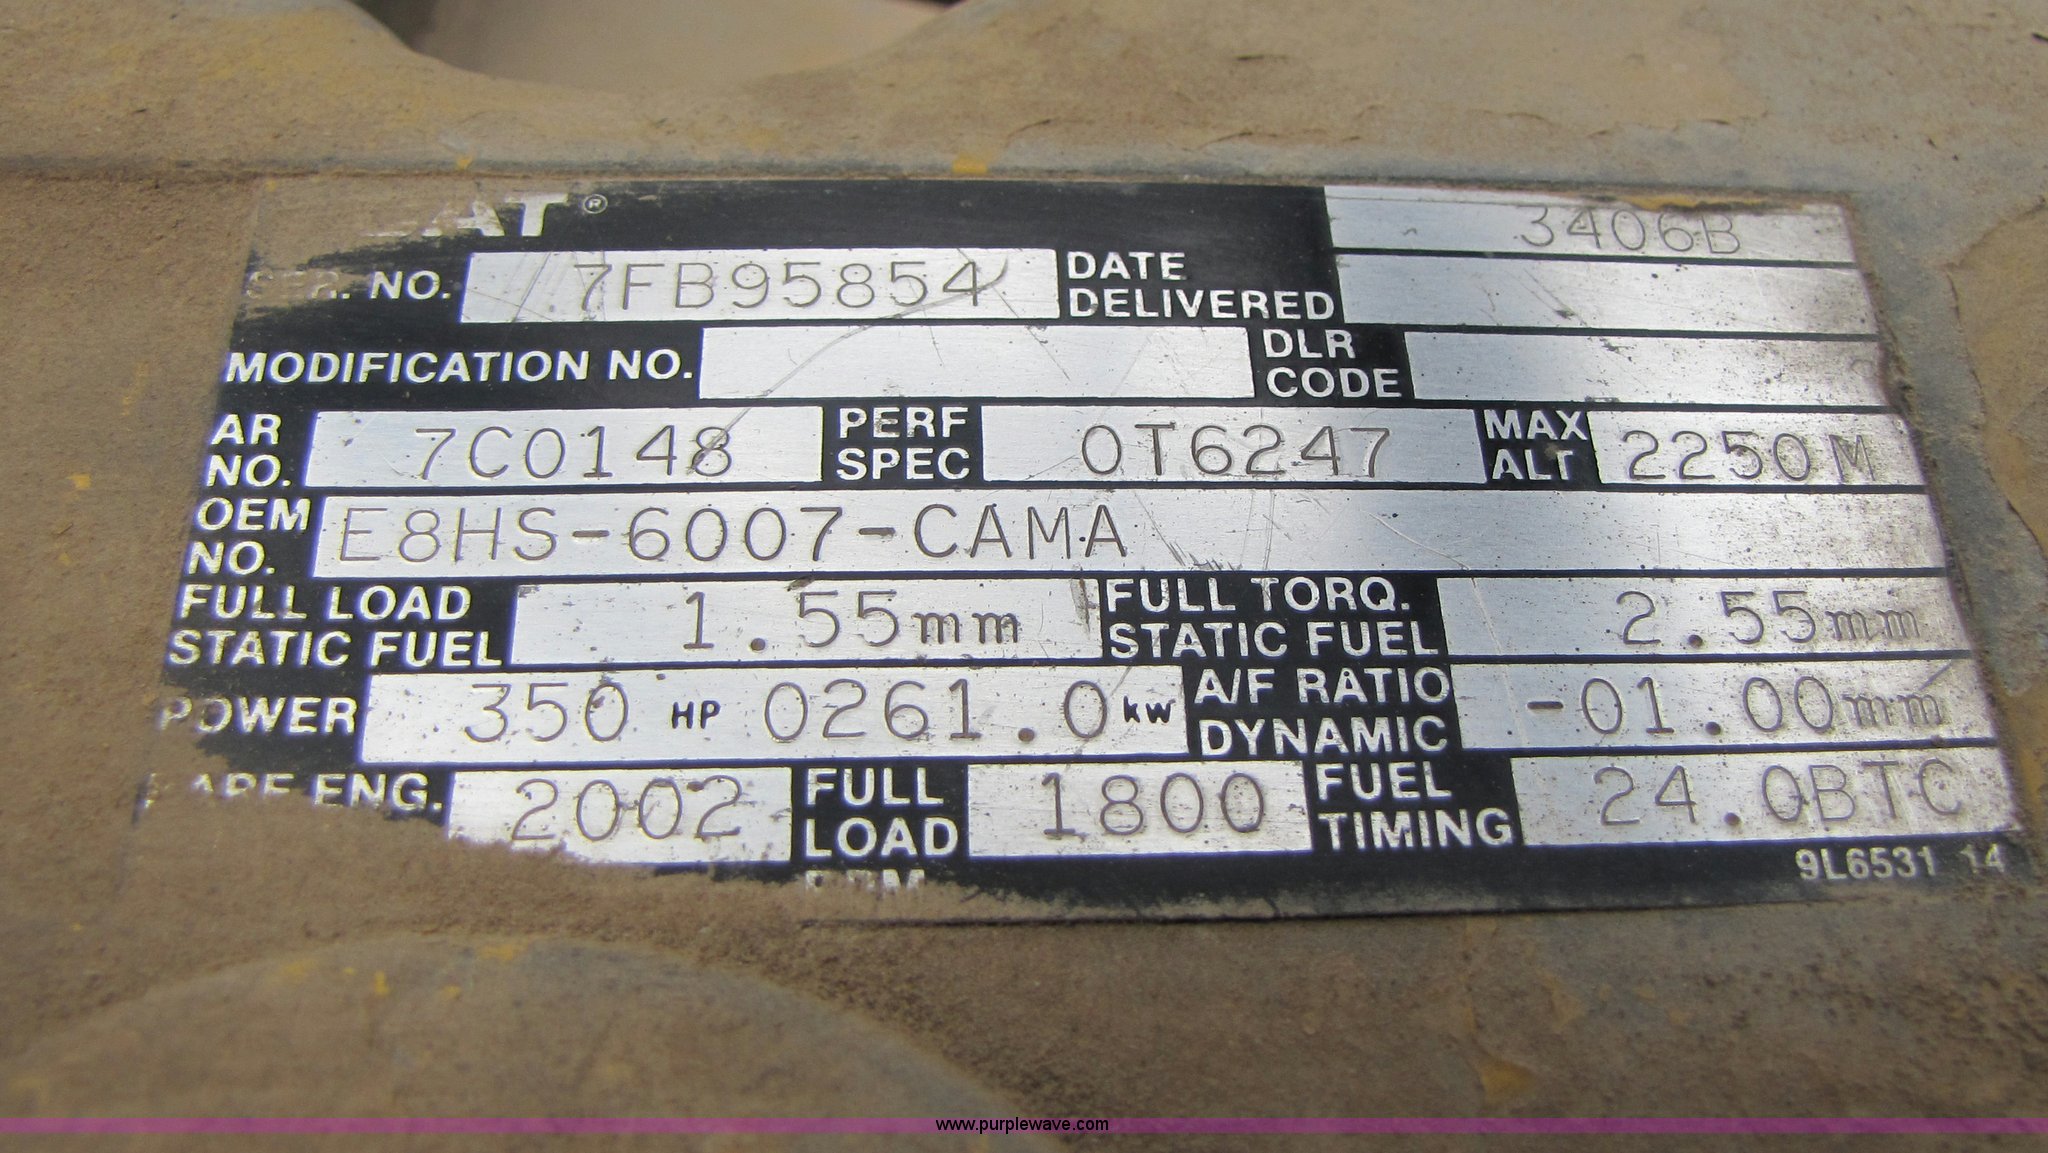 CAT® 3406B
SER. NO. 7FB95854 DATE DELIVERED
MODIFICATION NO. DLR CODE
AR NO. 7C0148 PERF SPEC 0T6247 MAX ALT 2250M
OEM NO. E8HS-6007-CAMA
FULL LOAD STATIC FUEL 1.55mm FULL TORQ. STATIC FUEL 2.55mm
POWER 350 HP 0261.0 kW A/F RATIO DYNAMIC -01.00mm
BARE ENG. 2002 FULL LOAD RPM 1800 FUEL TIMING 24.0BTC
9L6531 14
www.purplewave.com